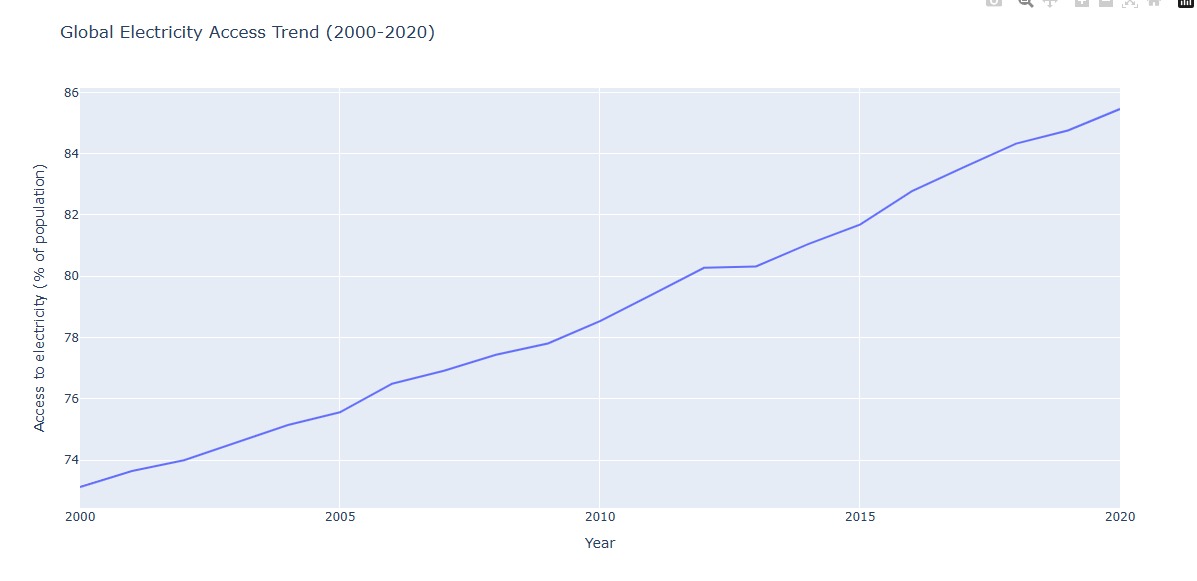 Global Electricity Access Trend (2000-2020)
86
84
82
80
78
76
74
Access to electricity (% of population)
2000 2005 2010 2015 2020
Year